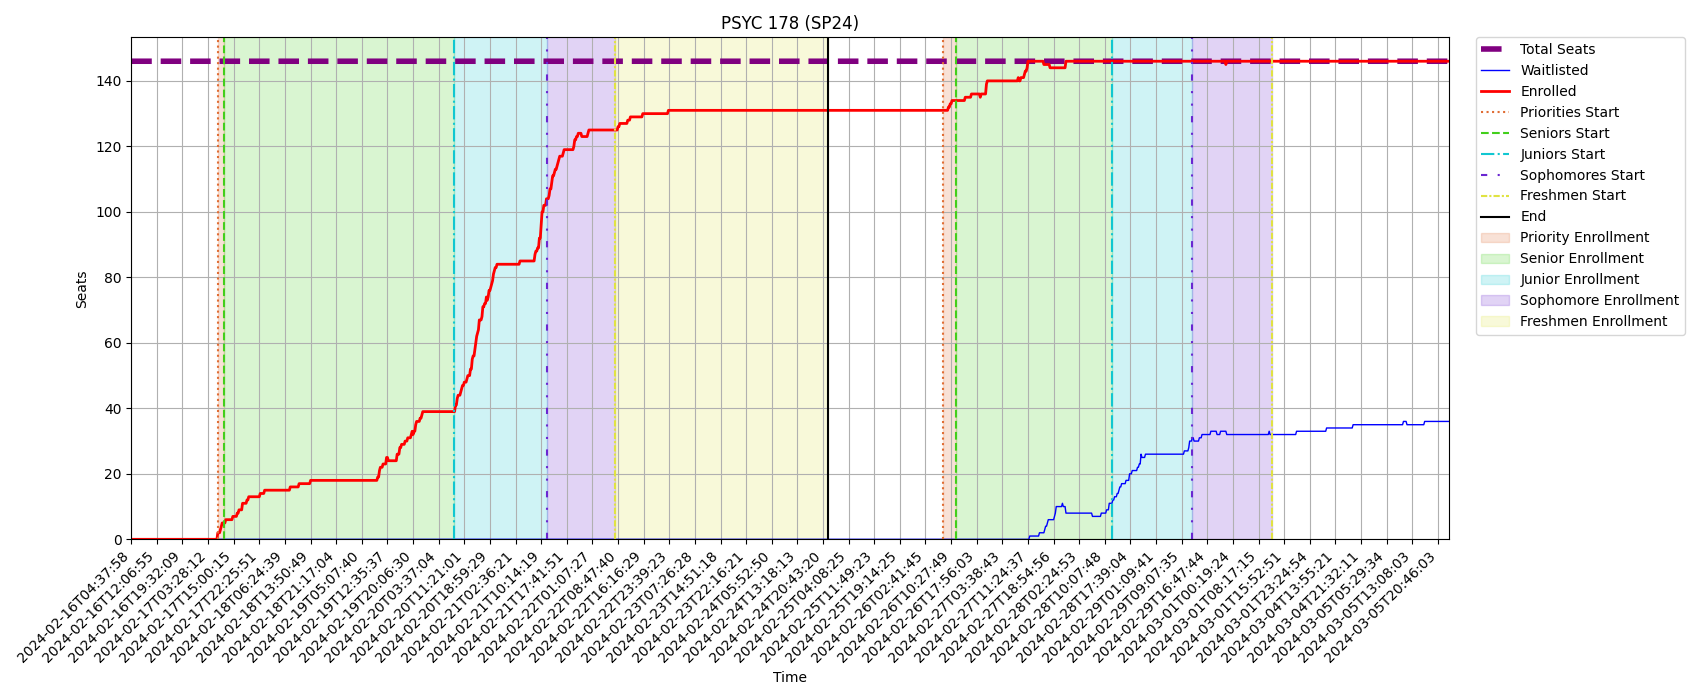 PSYC 178 (SP24)
Total Seats
Waitlisted
Enrolled
Priorities Start
Seniors Start
Juniors Start
Sophomores Start
Freshmen Start
End
Priority Enrollment
Senior Enrollment
Junior Enrollment
Sophomore Enrollment
Freshmen Enrollment
Seats
140
120
100
80
60
40
20
0
2024-02-16T04:37:58
2024-02-16T12:06:55
2024-02-16T19:32:09
2024-02-17T03:28:12
2024-02-17T15:00:15
2024-02-17T22:25:51
2024-02-18T06:24:39
2024-02-18T13:50:49
2024-02-18T21:17:04
2024-02-19T05:07:40
2024-02-19T12:35:37
2024-02-19T20:06:30
2024-02-20T03:37:04
2024-02-20T11:21:01
2024-02-20T18:59:29
2024-02-21T02:36:21
2024-02-21T10:14:19
2024-02-21T17:41:51
2024-02-22T01:07:27
2024-02-22T08:47:40
2024-02-22T16:16:29
2024-02-22T23:39:23
2024-02-23T07:26:28
2024-02-23T14:51:18
2024-02-23T22:16:21
2024-02-24T05:52:50
2024-02-24T13:18:13
2024-02-24T20:43:20
2024-02-25T04:08:25
2024-02-25T11:49:23
2024-02-25T19:14:25
2024-02-26T02:41:45
2024-02-26T10:27:49
2024-02-26T17:56:03
2024-02-27T03:38:43
2024-02-27T11:24:37
2024-02-27T18:54:56
2024-02-28T02:24:53
2024-02-28T10:07:48
2024-02-28T17:39:04
2024-02-29T01:09:41
2024-02-29T09:07:35
2024-02-29T16:47:44
2024-03-01T00:19:24
2024-03-01T08:17:15
2024-03-01T15:52:51
2024-03-01T23:24:54
2024-03-04T13:55:21
2024-03-04T21:32:11
2024-03-05T05:29:34
2024-03-05T13:08:03
2024-03-05T20:46:03
Time